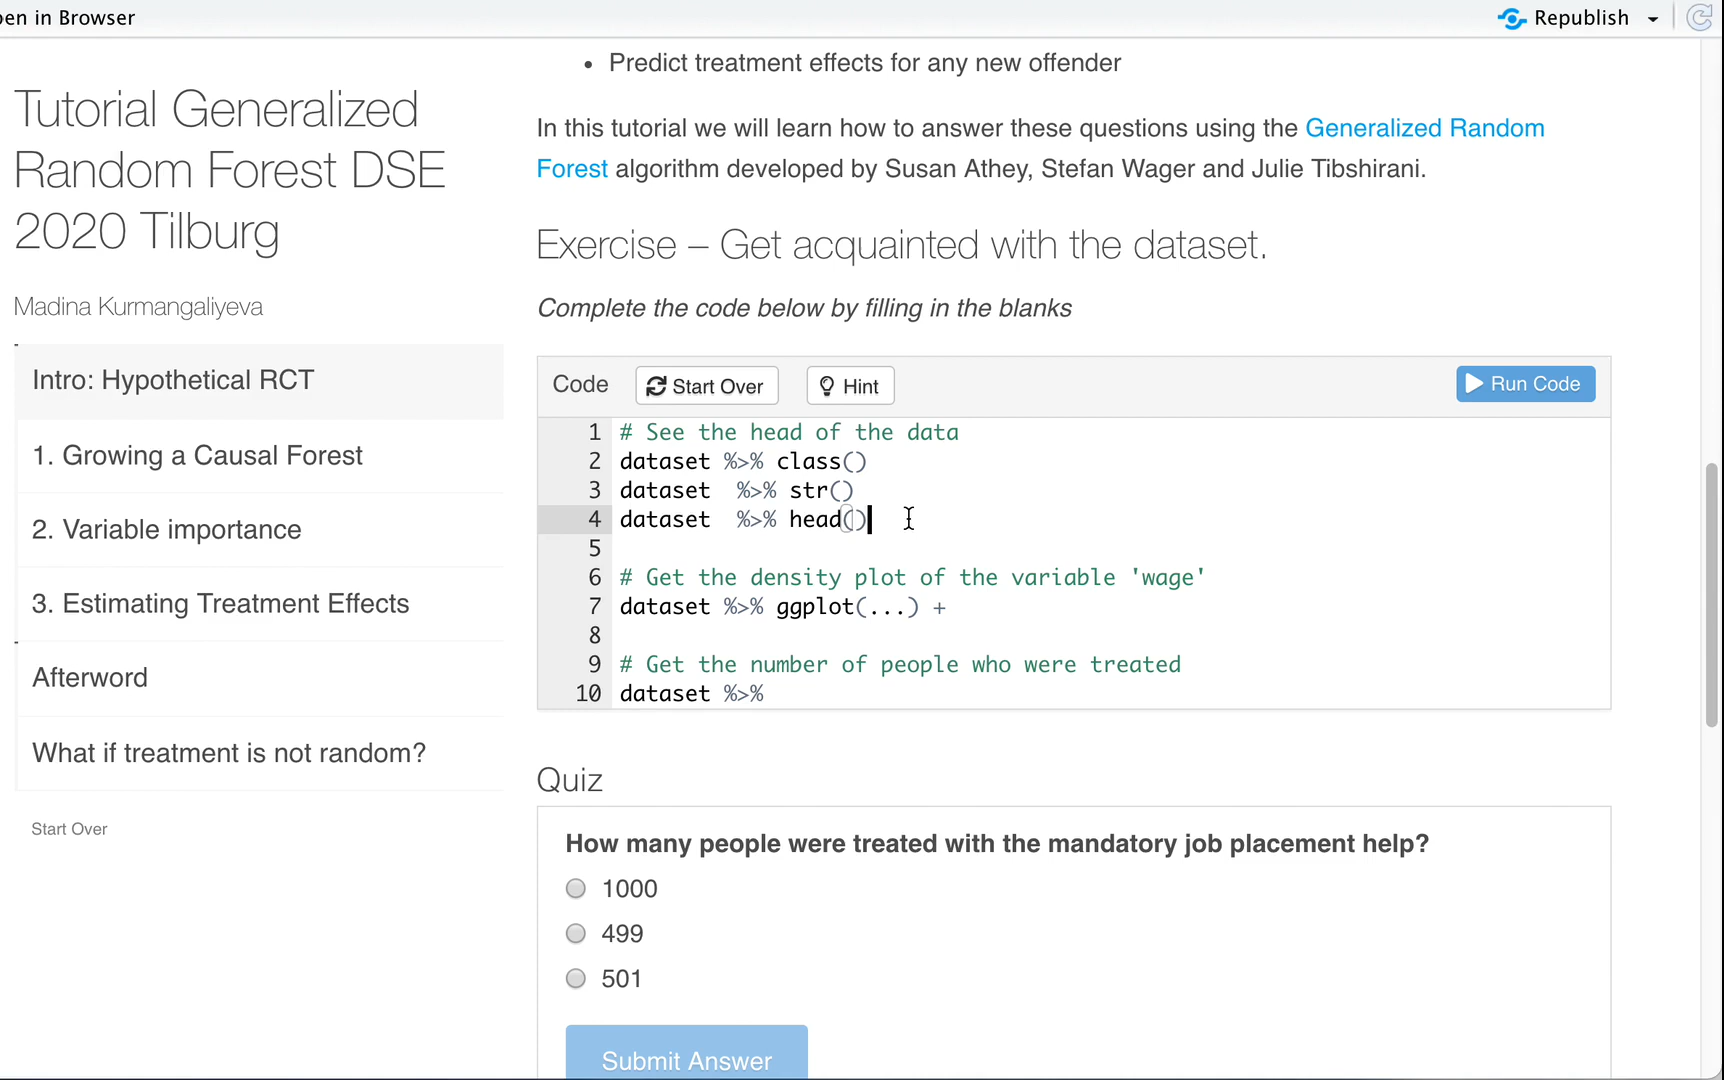 en in Browser
Republish
Tutorial Generalized
Random Forest DSE
2020 Tilburg
Madina Kurmangaliyeva
Intro: Hypothetical RCT
1. Growing a Causal Forest
2. Variable importance
3. Estimating Treatment Effects
Afterword
What if treatment is not random?
Start Over
• Predict treatment effects for any new offender
In this tutorial we will learn how to answer these questions using the Generalized Random
Forest algorithm developed by Susan Athey, Stefan Wager and Julie Tibshirani.
Exercise – Get acquainted with the dataset.
Complete the code below by filling in the blanks
Code Start Over Hint Run Code
1 # See the head of the data
2 dataset %>% class()
3 dataset  %>% str()
4 dataset  %>% head()
5
6 # Get the density plot of the variable 'wage'
7 dataset %>% ggplot(...) +
8
9 # Get the number of people who were treated
10 dataset %>%
Quiz
How many people were treated with the mandatory job placement help?
1000
499
501
Submit Answer